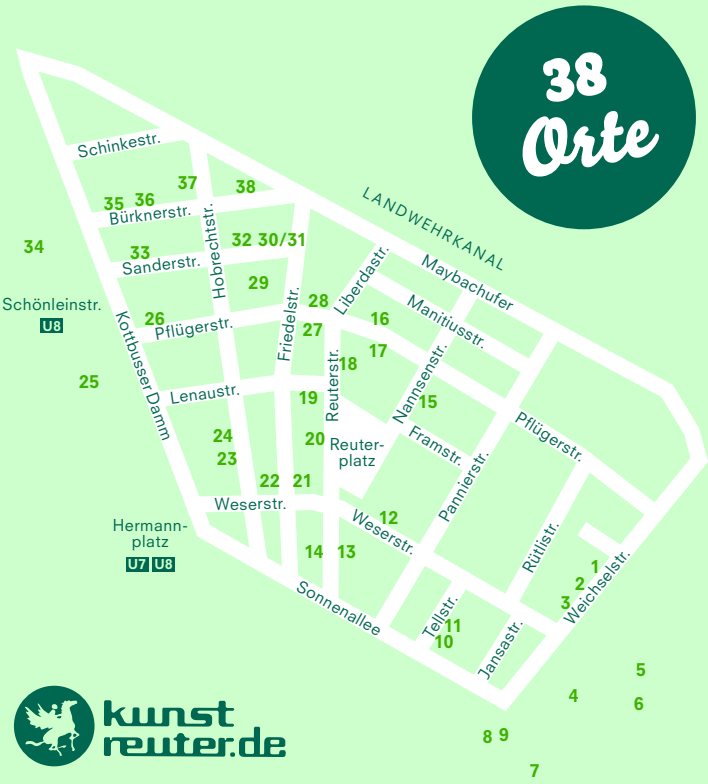 38
Orte
LANDWEHRKANAL
Schinkestr.
37
38
35
36
Bürknerstr.
Hobrechtstr.
32
30/31
34
33
Sanderstr.
Maybachufer
29
Liberdastr.
28
Manitiusstr.
Schönleinstr.
U8
26
Pflügerstr.
Friedelstr.
27
16
17
18
Kottbusser Damm
25
Lenaustr.
19
Reuterstr.
Nannsenstr.
15
Pflügerstr.
24
23
20
Reuter-
platz
Framstr.
Pannierstr.
22
21
Weserstr.
12
Weserstr.
Hermann-
platz
U7 U8
14
13
Rütlistr.
1
2
3
Weichselstr.
Sonnenallee
Tellstr.
11
10
Jansastr.
5
4
6
8
9
7
kunst
reuter.de